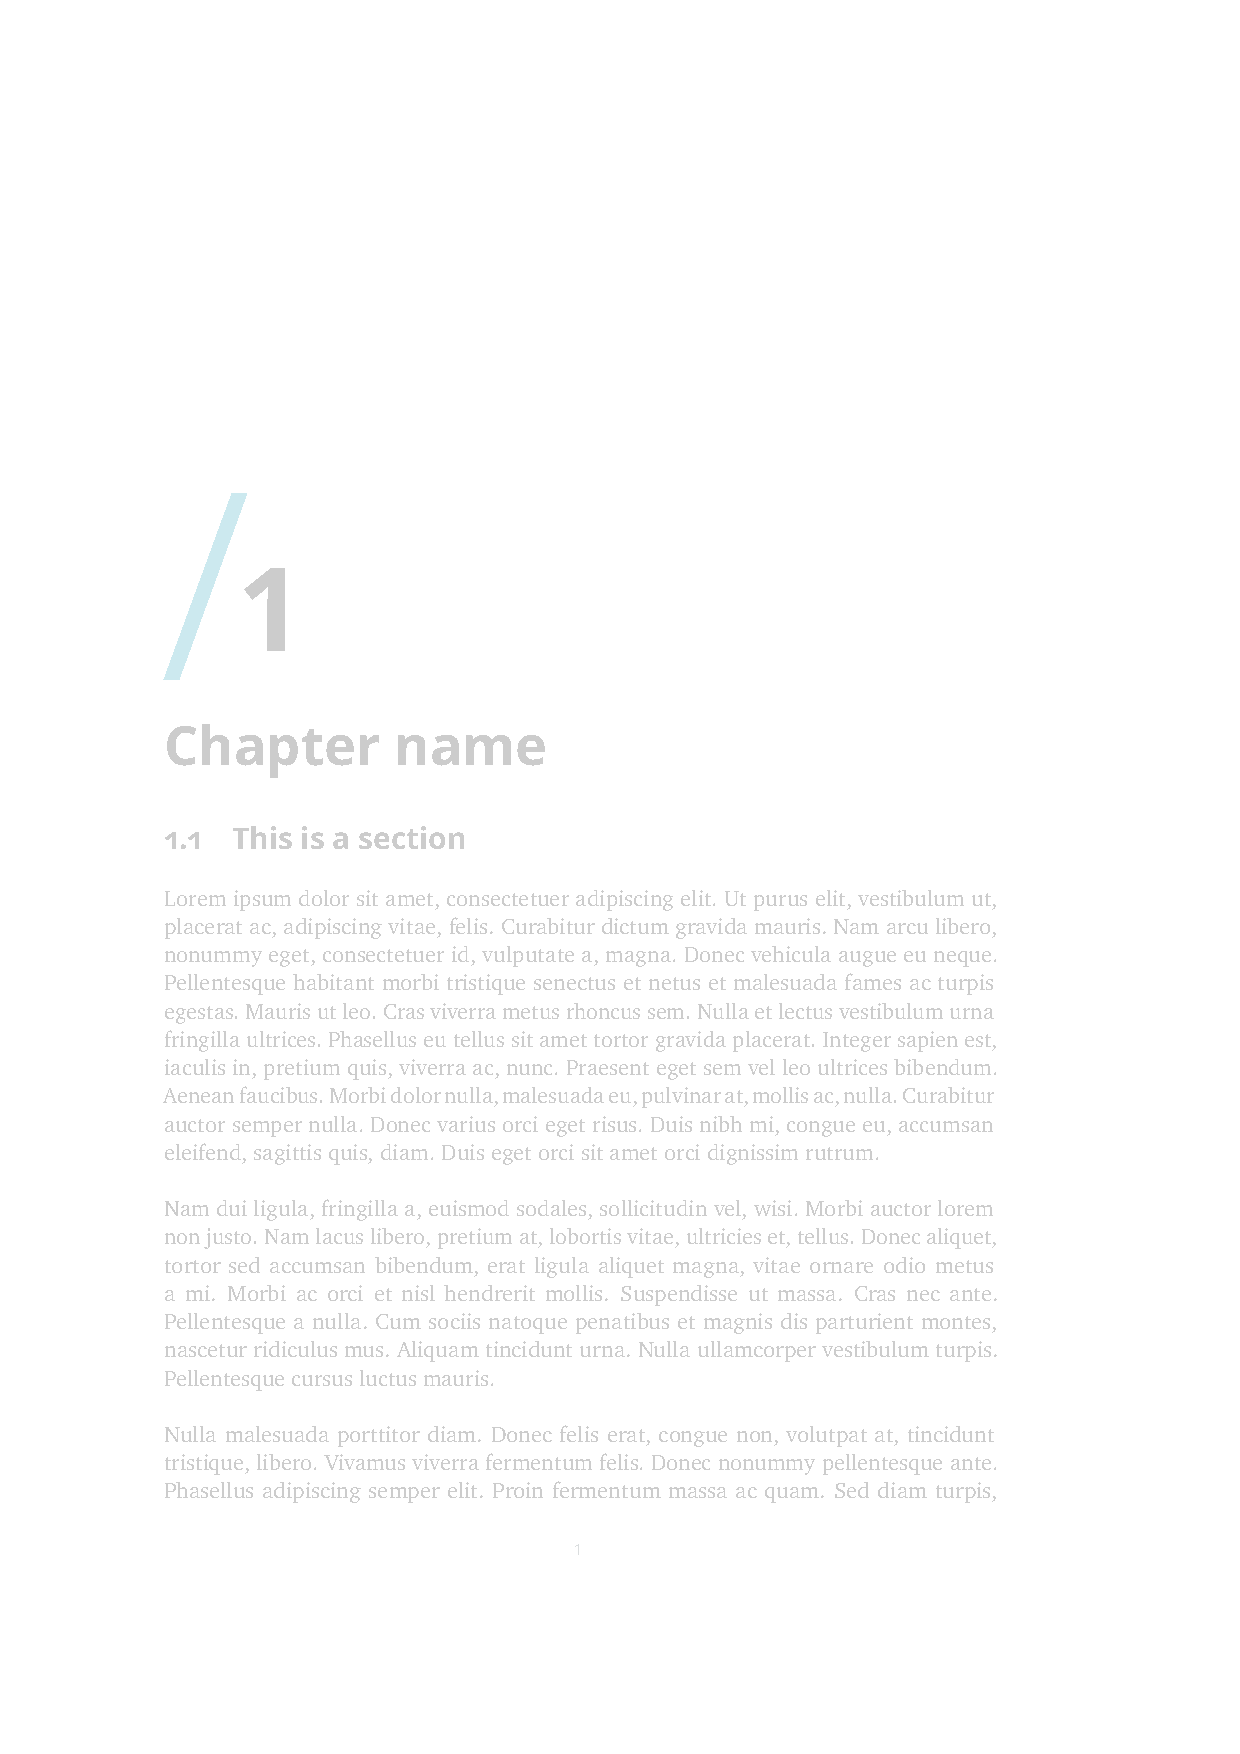 /1
Chapter name
1.1 This is a section
Lorem ipsum dolor sit amet, consectetuer adipiscing elit. Ut purus elit, vestibulum ut,
placerat ac, adipiscing vitae, felis. Curabitur dictum gravida mauris. Nam arcu libero,
nonummy eget, consectetuer id, vulputate a, magna. Donec vehicula augue eu neque.
Pellentesque habitant morbi tristique senectus et netus et malesuada fames ac turpis
egestas. Mauris ut leo. Cras viverra metus rhoncus sem. Nulla et lectus vestibulum urna
fringilla ultrices. Phasellus eu tellus sit amet tortor gravida placerat. Integer sapien est,
iaculis in, pretium quis, viverra ac, nunc. Praesent eget sem vel leo ultrices bibendum.
Aenean faucibus. Morbi dolor nulla, malesuada eu, pulvinar at, mollis ac, nulla. Curabitur
auctor semper nulla. Donec varius orci eget risus. Duis nibh mi, congue eu, accumsan
eleifend, sagittis quis, diam. Duis eget orci sit amet orci dignissim rutrum.
Nam dui ligula, fringilla a, euismod sodales, sollicitudin vel, wisi. Morbi auctor lorem
non justo. Nam lacus libero, pretium at, lobortis vitae, ultricies et, tellus. Donec aliquet,
tortor sed accumsan bibendum, erat ligula aliquet magna, vitae ornare odio metus
a mi. Morbi ac orci et nisl hendrerit mollis. Suspendisse ut massa. Cras nec ante.
Pellentesque a nulla. Cum sociis natoque penatibus et magnis dis parturient montes,
nascetur ridiculus mus. Aliquam tincidunt urna. Nulla ullamcorper vestibulum turpis.
Pellentesque cursus luctus mauris.
Nulla malesuada porttitor diam. Donec felis erat, congue non, volutpat at, tincidunt
tristique, libero. Vivamus viverra fermentum felis. Donec nonummy pellentesque ante.
Phasellus adipiscing semper elit. Proin fermentum massa ac quam. Sed diam turpis,
1